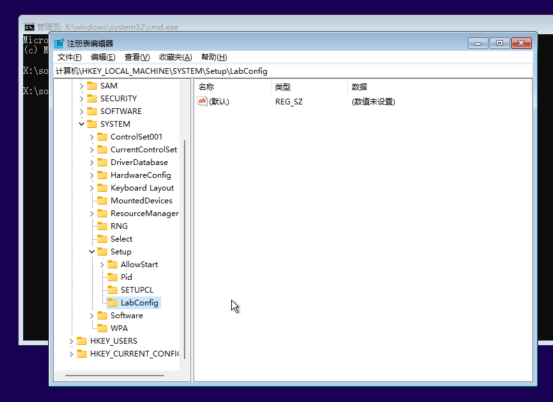 管理员: X:\windows\system32\cmd.exe
Micro
(c) M
X:\so
X:\so
注册表编辑器
文件(F) 编辑(E) 查看(V) 收藏夹(A) 帮助(H)
计算机\HKEY_LOCAL_MACHINE\SYSTEM\Setup\LabConfig
SAM
SECURITY
SOFTWARE
SYSTEM
ControlSet001
CurrentControlSet
DriverDatabase
HardwareConfig
Keyboard Layout
MountedDevices
ResourceManager
RNG
Select
Setup
AllowStart
Pid
SETUPCL
LabConfig
Software
WPA
HKEY_USERS
HKEY_CURRENT_CONFI
名称 类型 数据
ab (默认) REG_SZ (数值未设置)